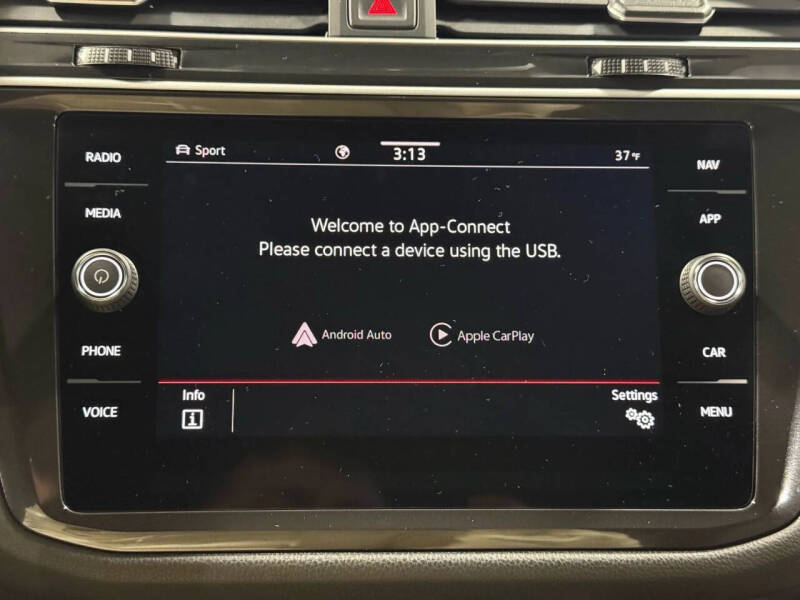 RADIO
MEDIA
PHONE
VOICE
Sport
3:13
37°F
Welcome to App-Connect
Please connect a device using the USB.
Android Auto
Apple CarPlay
Info
Settings
NAV
APP
CAR
MENU